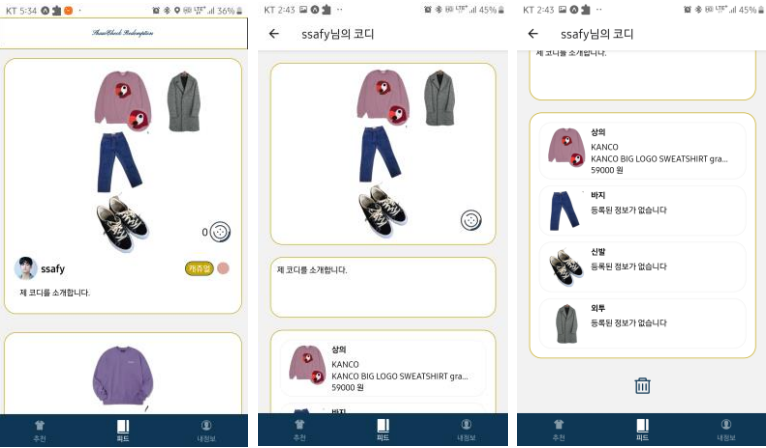 KT 5:34
36%
0
ssafy
캐쥬얼
제 코디를 소개합니다.
추천
피드
내정보
KT 2:43
45%
← ssafy님의 코디
제 코디를 소개합니다.
상의
KANCO
KANCO BIG LOGO SWEATSHIRT gra...
59000 원
바지
추천
피드
내정보
KT 2:43
45%
← ssafy님의 코디
제 코디를 소개합니다.
상의
KANCO
KANCO BIG LOGO SWEATSHIRT gra...
59000 원
바지
등록된 정보가 없습니다
신발
등록된 정보가 없습니다
외투
등록된 정보가 없습니다
추천
피드
내정보